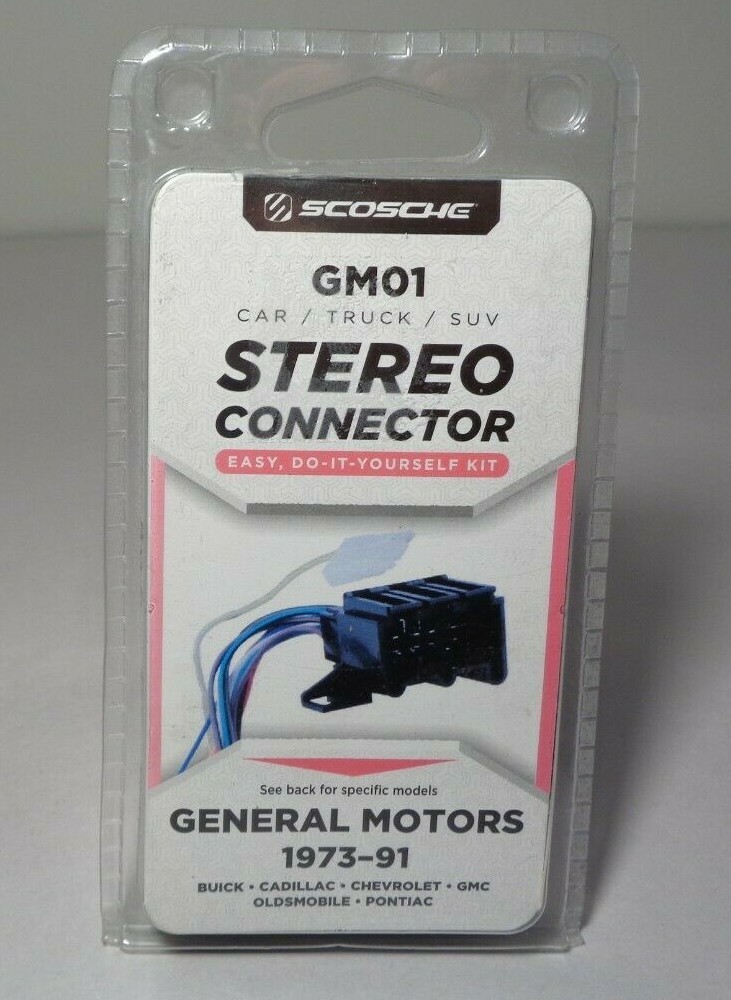 SCOSCHE
GM01
CAR / TRUCK / SUV
STEREO
CONNECTOR
EASY, DO-IT-YOURSELF KIT
See back for specific models
GENERAL MOTORS
1973–91
BUICK • CADILLAC • CHEVROLET • GMC
OLDSMOBILE • PONTIAC